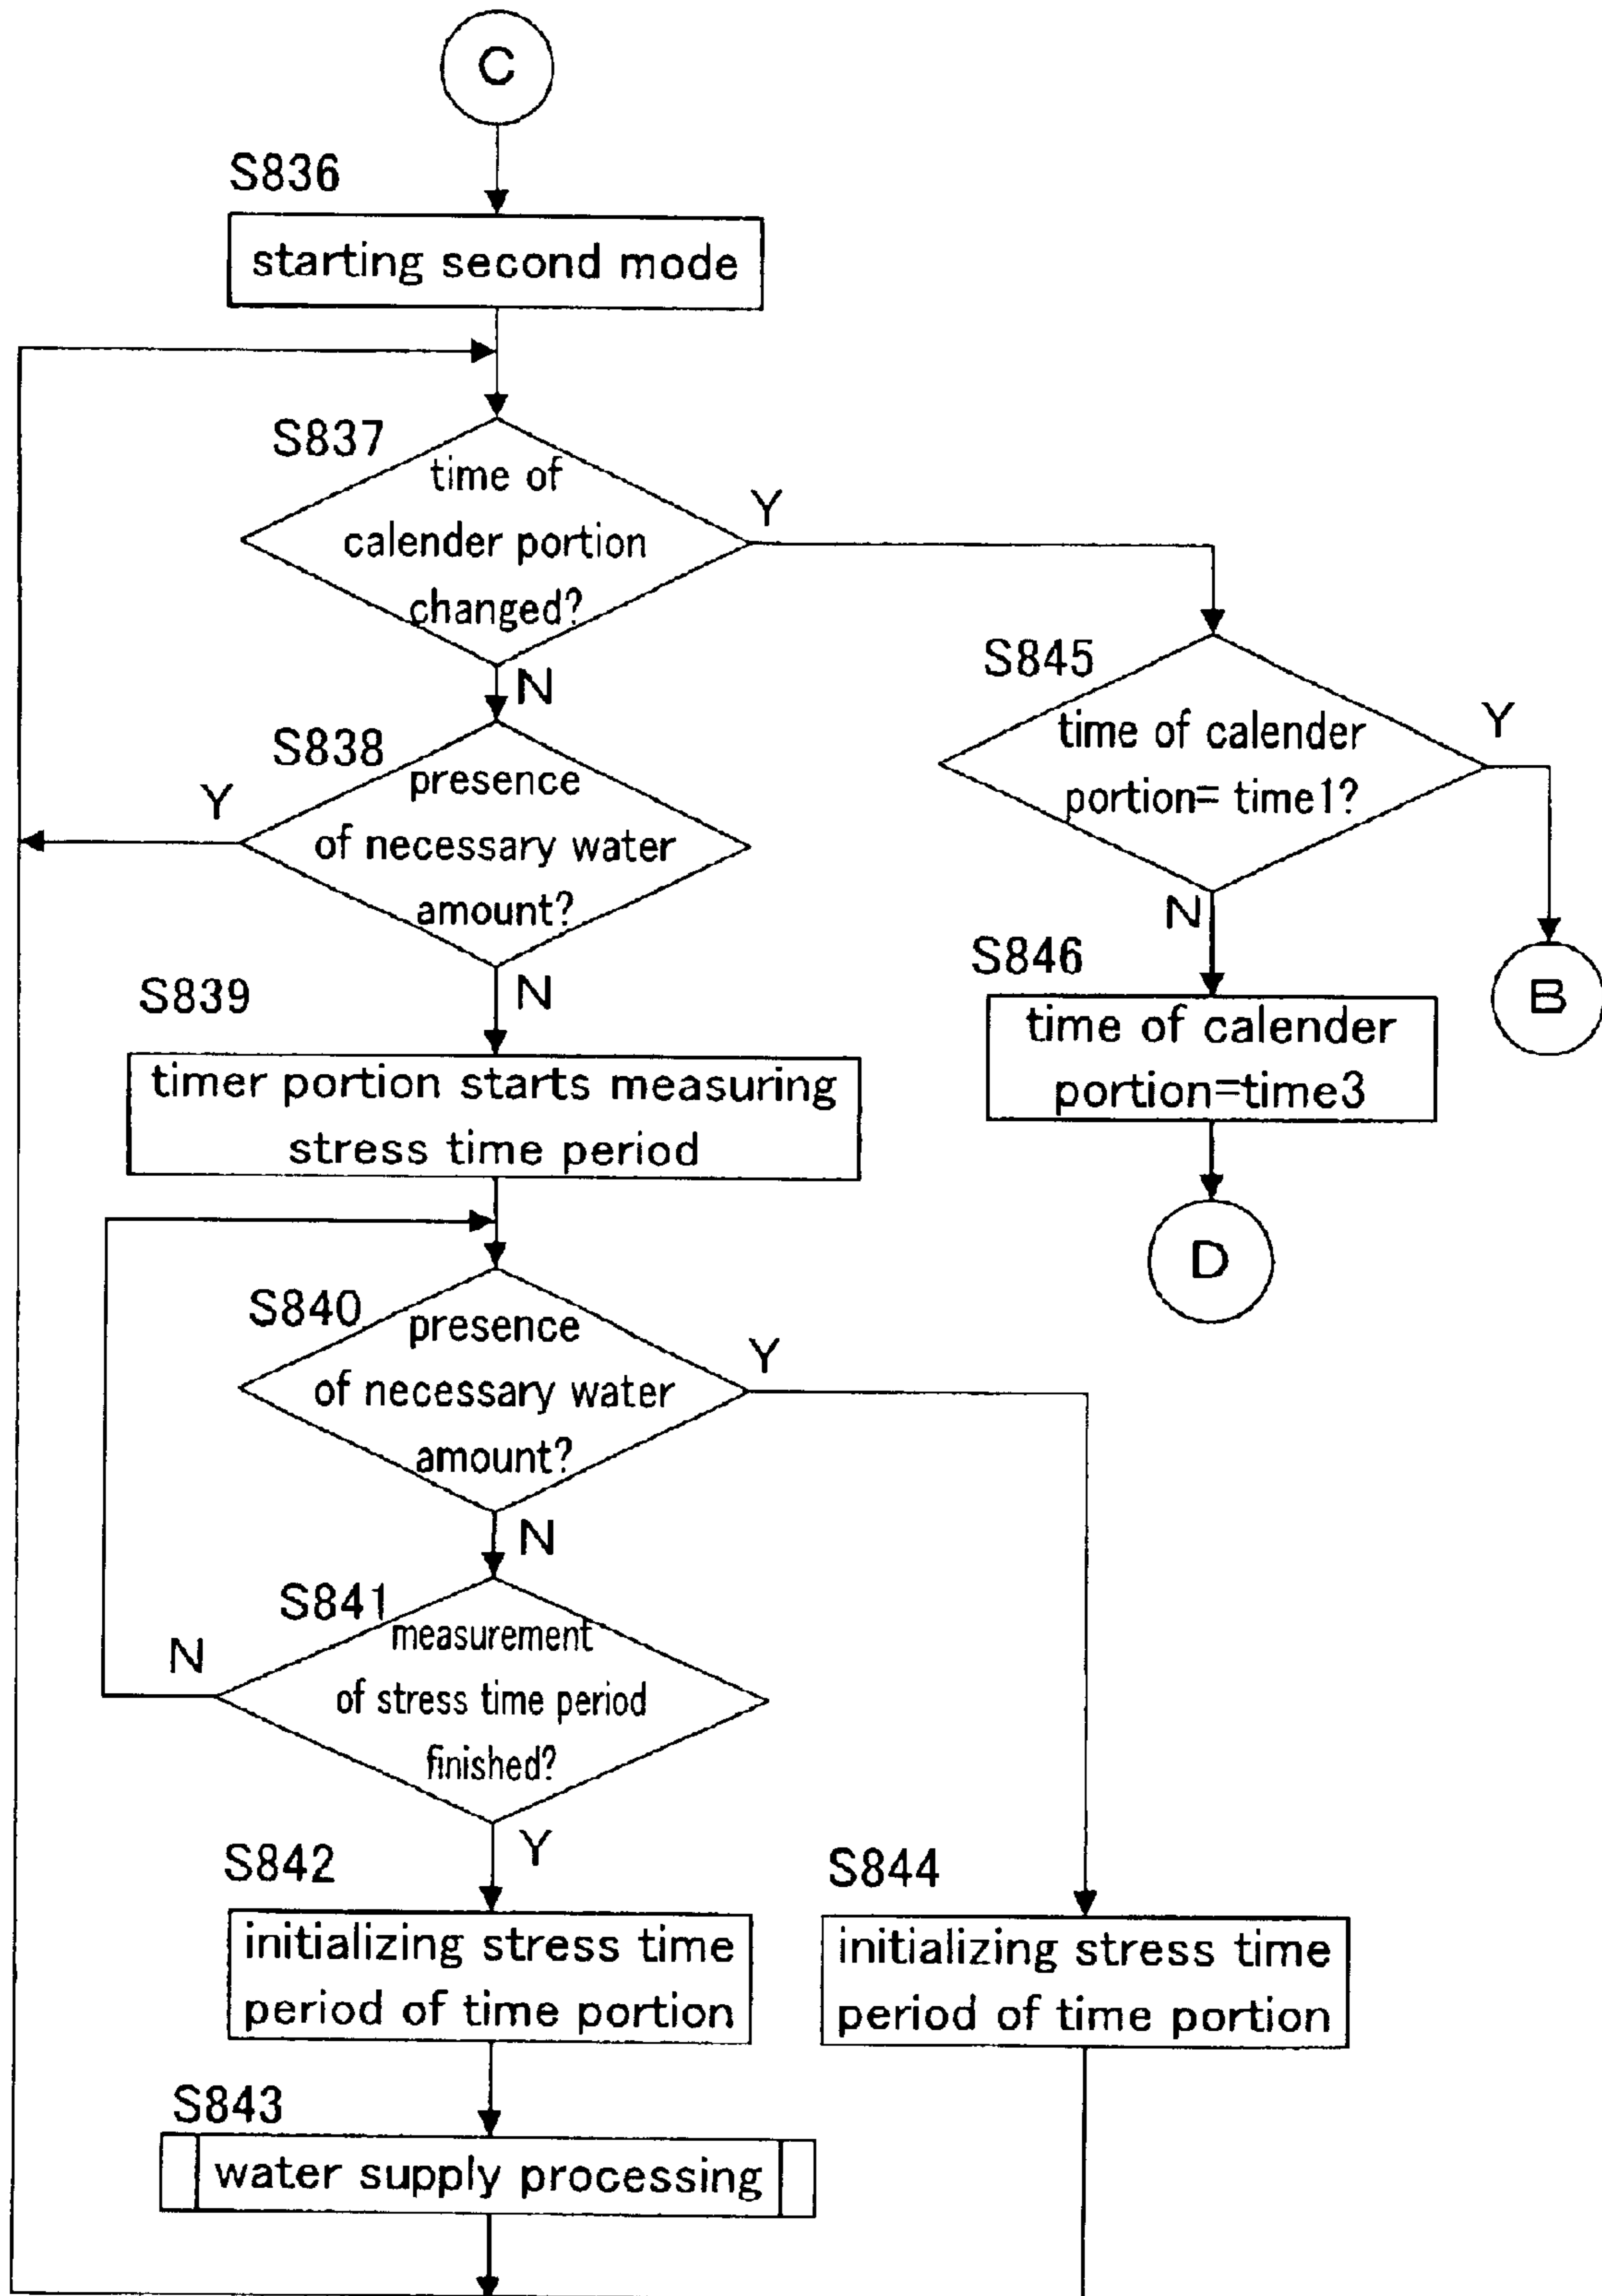 C
S836
starting second mode
S837
time of
calender portion
changed?
Y
N
S838
presence
of necessary water
amount?
Y
N
S845
time of calender
portion= time1?
Y
N
B
S846
time of calender
portion=time3
D
S839
timer portion starts measuring
stress time period
S840
presence
of necessary water
amount?
Y
N
S841
measurement
of stress time period
finished?
N
Y
S842
initializing stress time
period of time portion
S844
initializing stress time
period of time portion
S843
water supply processing